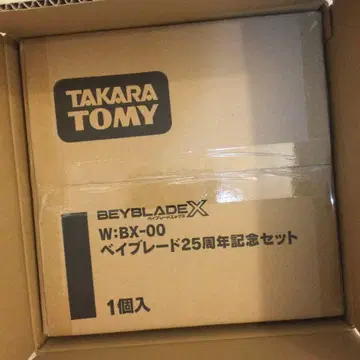 TAKARA
TOMY
BEYBLADE X
ベイブレードエックス
W:BX-00
ベイブレード25周年記念セット
1個入